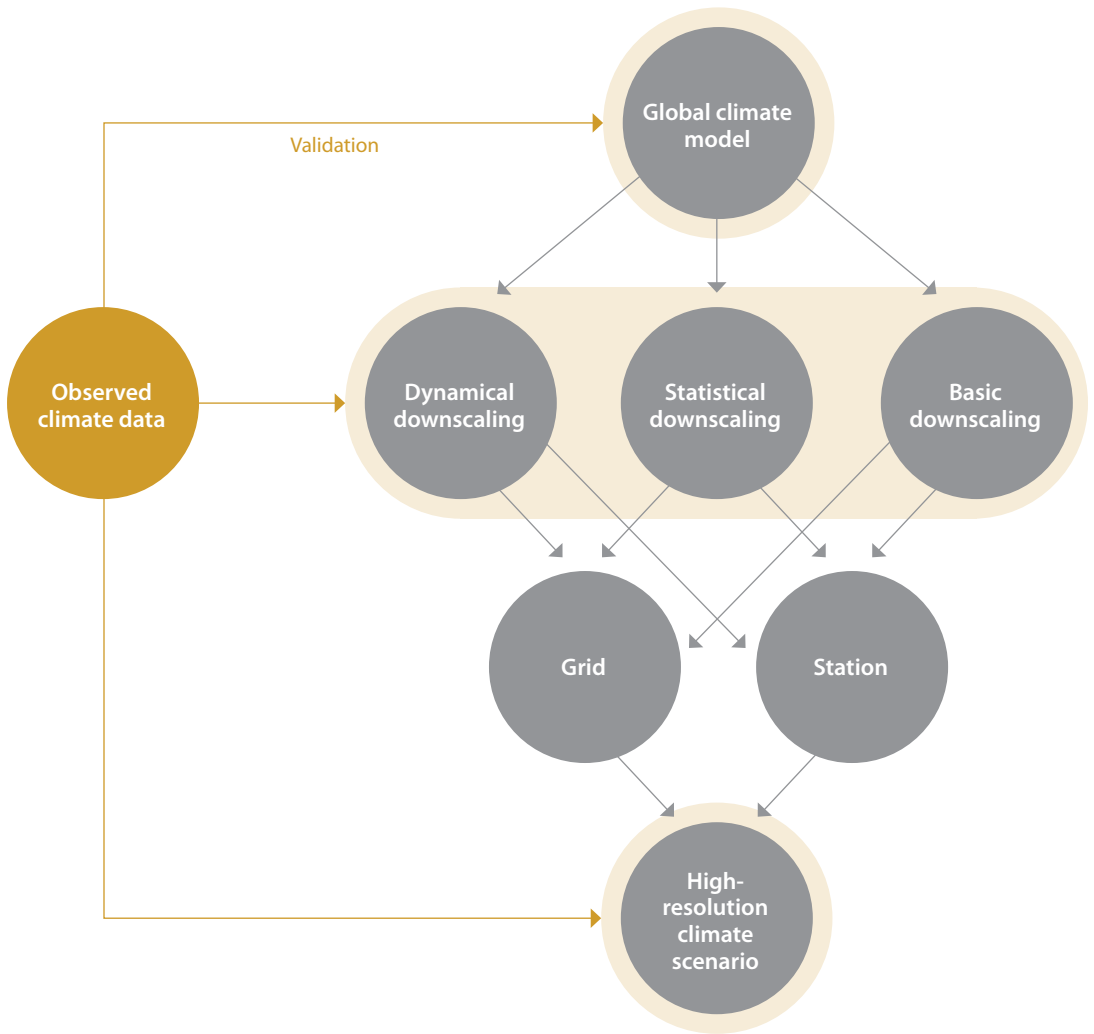 Global climate
model
Validation
Observed
climate data
Dynamical
downscaling
Statistical
downscaling
Basic
downscaling
Grid
Station
High-
resolution
climate
scenario